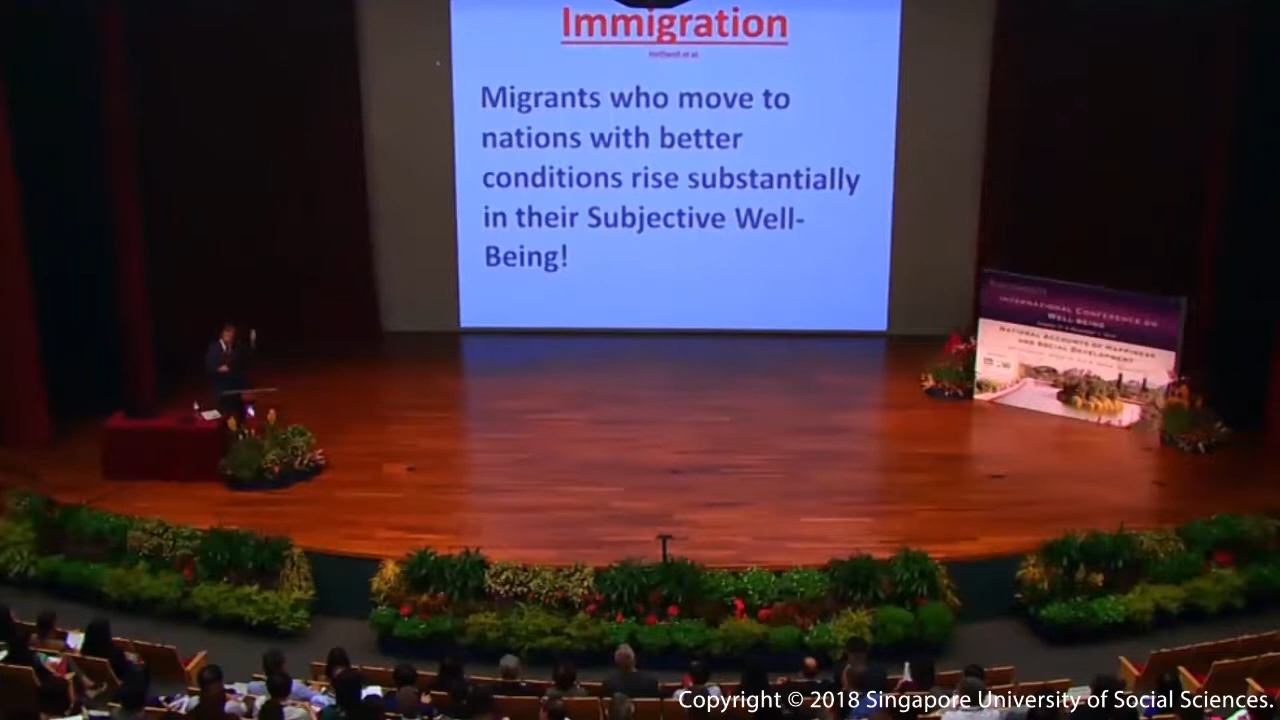 Immigration
Migrants who move to
nations with better
conditions rise substantially
in their Subjective Well-
Being!
INTERNATIONAL CONFERENCE ON
WELL-BEING
NATIONAL ACCOUNTS OF HAPPINESS
AND SOCIAL DEVELOPMENT
Copyright © 2018 Singapore University of Social Sciences.